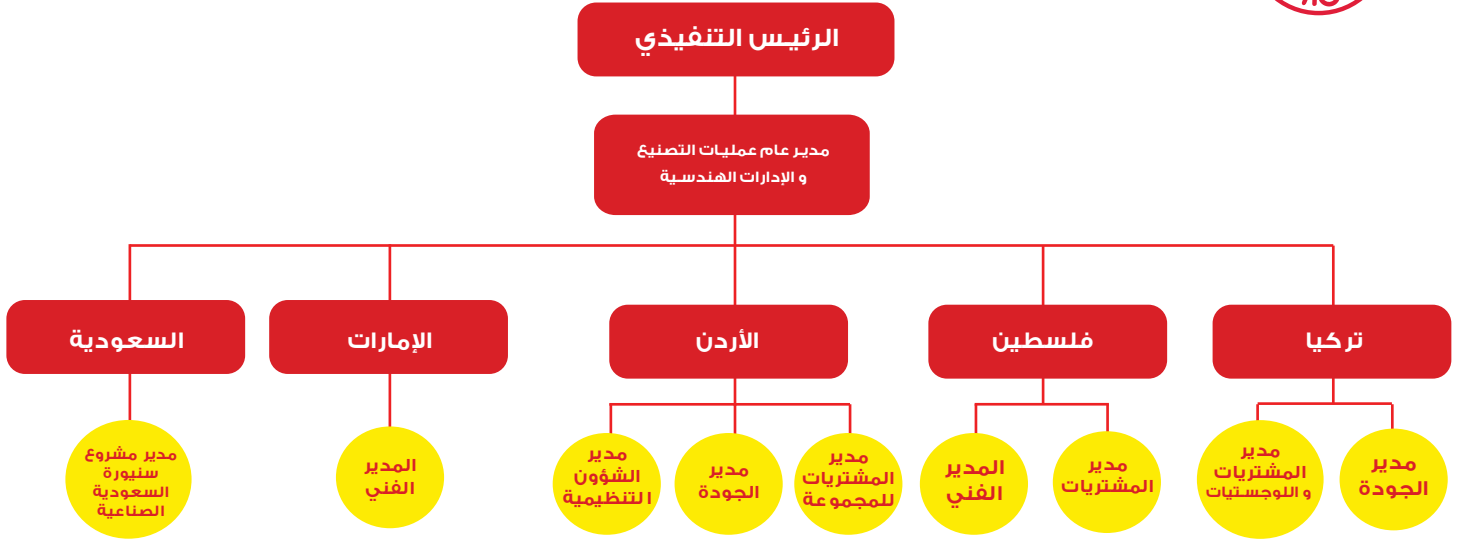 الرئيس التنفيذي
مدير عام عمليات التصنيع
و الإدارات الهندسية
تركيا
فلسطين
الأردن
الإمارات
السعودية
مدير
الجودة
مدير
المشتريات
و اللوجستيات
مدير
المشتريات
المدير
الفني
مدير
المشتريات
للمجموعة
مدير
الجودة
مدير
الشؤون
التنظيمية
المدير
الفني
مدير مشروع
سنيورة
السعودية
الصناعية